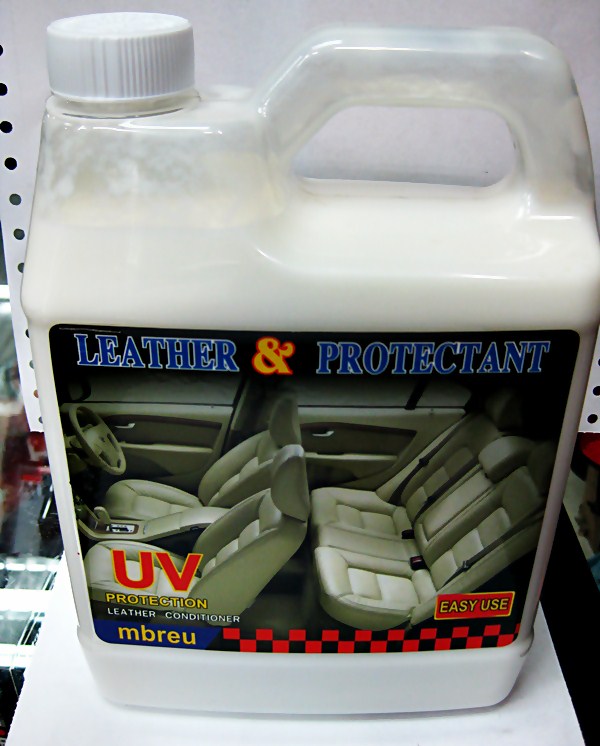 LEATHER & PROTECTANT
UV
PROTECTION
LEATHER CONDITIONER
EASY USE
mbreu